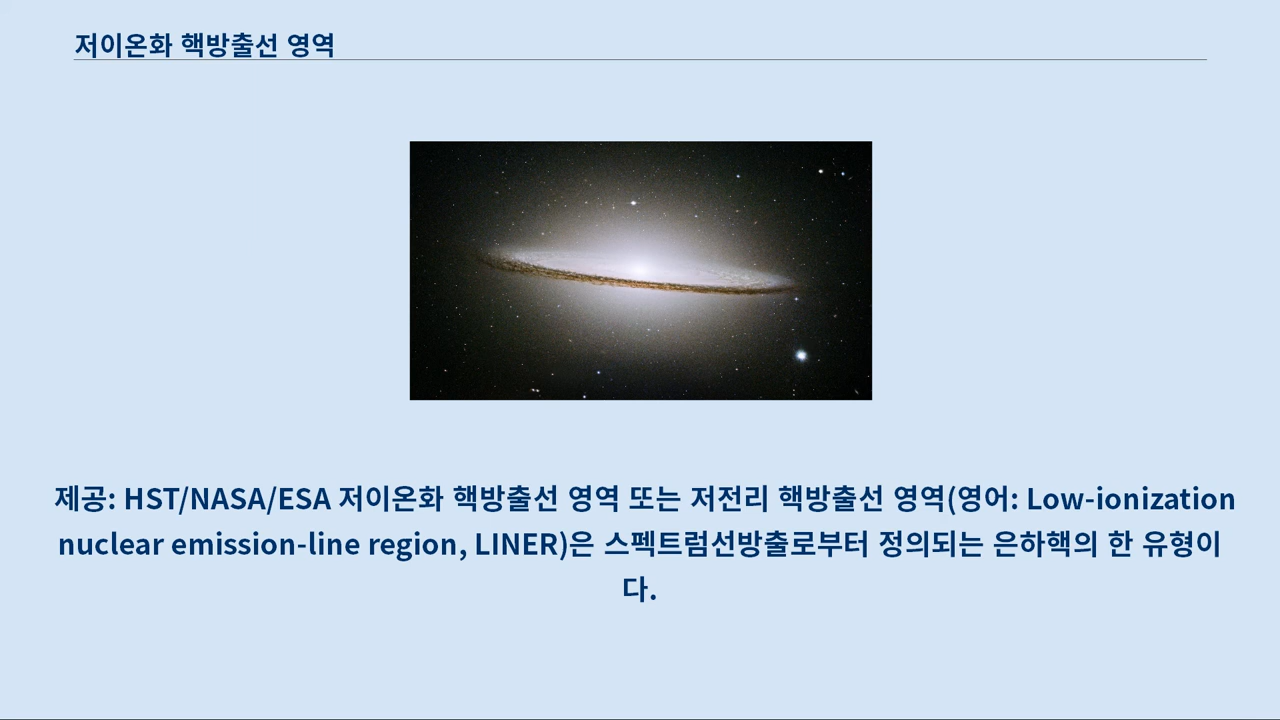 저이온화 핵방출선 영역
제공: HST/NASA/ESA 저이온화 핵방출선 영역 또는 저전리 핵방출선 영역(영어: Low-ionization
nuclear emission-line region, LINER)은 스펙트럼선방출로부터 정의되는 은하핵의 한 유형이
다.